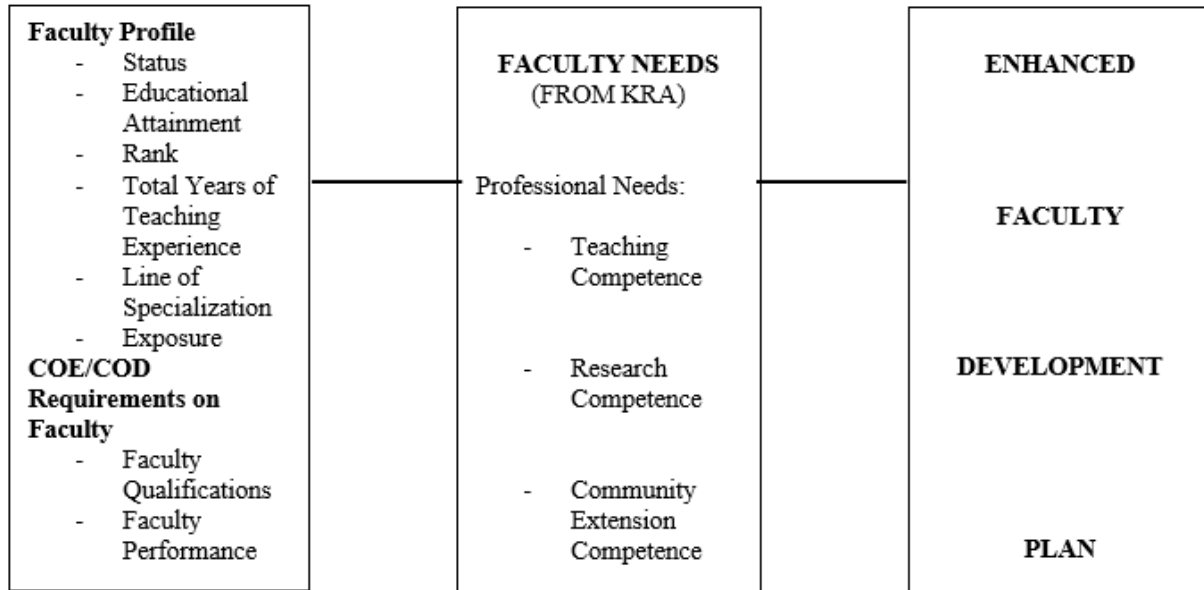 Faculty Profile
- Status
- Educational
Attainment
- Rank
- Total Years of
Teaching
Experience
- Line of
Specialization
- Exposure
COE/COD
Requirements on
Faculty
- Faculty
Qualifications
- Faculty
Performance
FACULTY NEEDS
(FROM KRA)
Professional Needs:
- Teaching
Competence
- Research
Competence
- Community
Extension
Competence
ENHANCED
FACULTY
DEVELOPMENT
PLAN